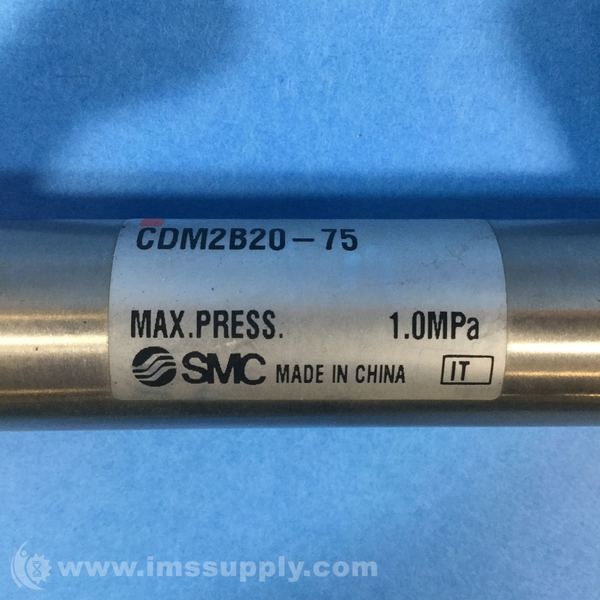 CDM2B20-75
MAX.PRESS. 1.0MPa
SMC MADE IN CHINA IT
www.imssupply.com